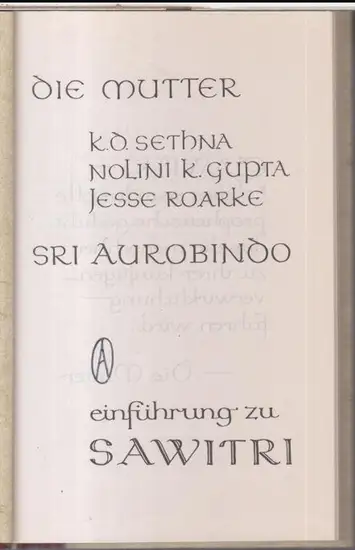 DIE MUTTER
K.D. SETHNA
NOLINI K. GUPTA
JESSE ROARKE
SRI AUROBINDO
A
einführung zu
SAWITRI